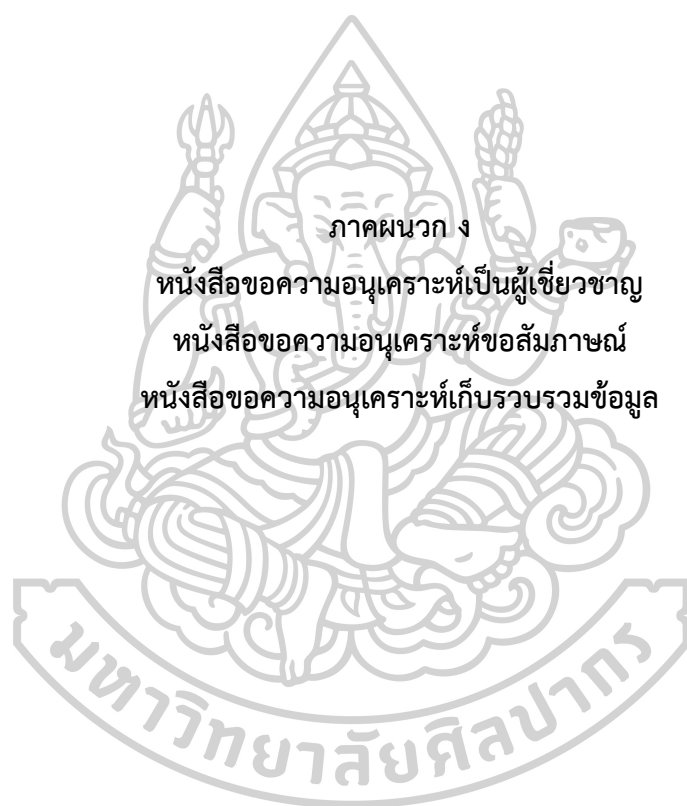 ภาคผนวก ง
หนังสือขอความอนุเคราะห์เป็นผู้เชี่ยวชาญ
หนังสือขอความอนุเคราะห์ขอสัมภาษณ์
หนังสือขอความอนุเคราะห์เก็บรวบรวมข้อมูล
มหาวิทยาลัยศิลปากร